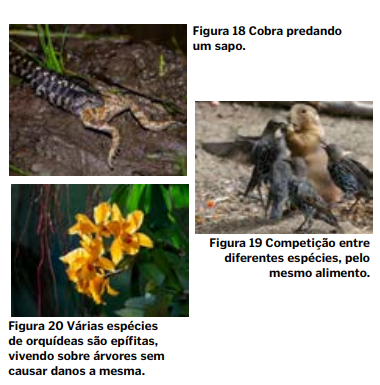 Figura 18 Cobra predando
um sapo.
Figura 19 Competição entre
diferentes espécies, pelo
mesmo alimento.
Figura 20 Várias espécies
de orquídeas são epífitas,
vivendo sobre árvores sem
causar danos a mesma.